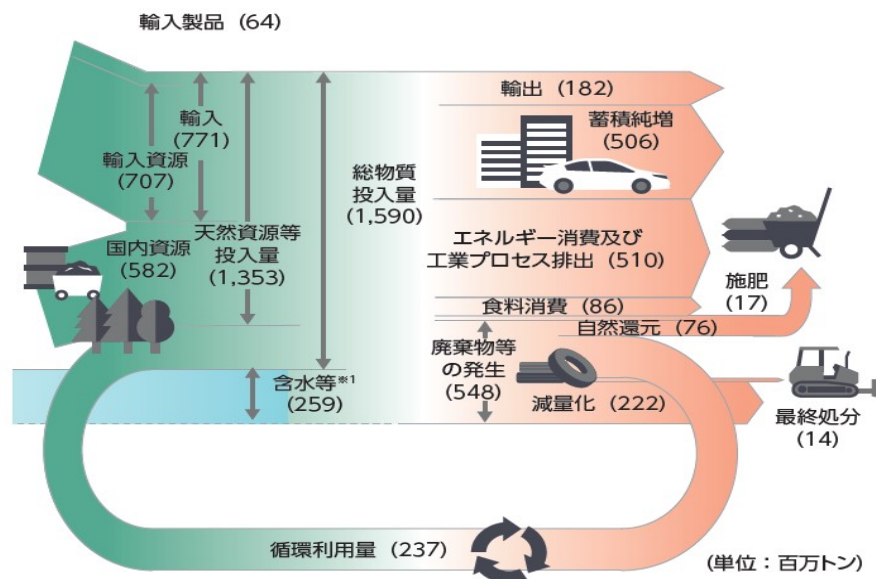 輸入製品 (64)
輸入
(771)
輸入資源
(707)
国内資源
(582)
天然資源等
投入量
(1,353)
総物質
投入量
(1,590)
含水等※1
(259)
輸出 (182)
蓄積純増
(506)
エネルギー消費及び
工業プロセス排出 (510)
食料消費 (86)
自然還元 (76)
施肥
(17)
廃棄物等
の発生
(548)
減量化 (222)
最終処分
(14)
循環利用量 (237)
(単位：百万トン)